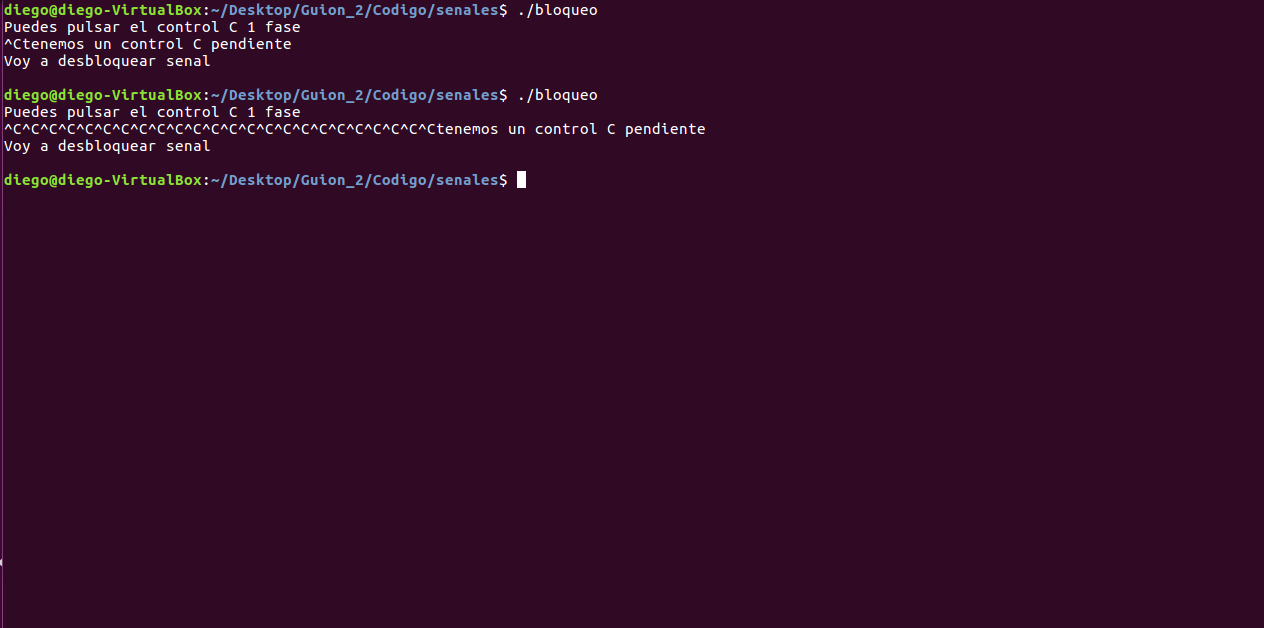 diego@diego-VirtualBox:~/Desktop/Guion_2/Codigo/senales$ ./bloqueo
Puedes pulsar el control C 1 fase
^Ctenemos un control C pendiente
Voy a desbloquear senal
diego@diego-VirtualBox:~/Desktop/Guion_2/Codigo/senales$ ./bloqueo
Puedes pulsar el control C 1 fase
^C^C^C^C^C^C^C^C^C^C^C^C^C^C^C^C^C^C^C^C^C^C^C^Ctenemos un control C pendiente
Voy a desbloquear senal
diego@diego-VirtualBox:~/Desktop/Guion_2/Codigo/senales$